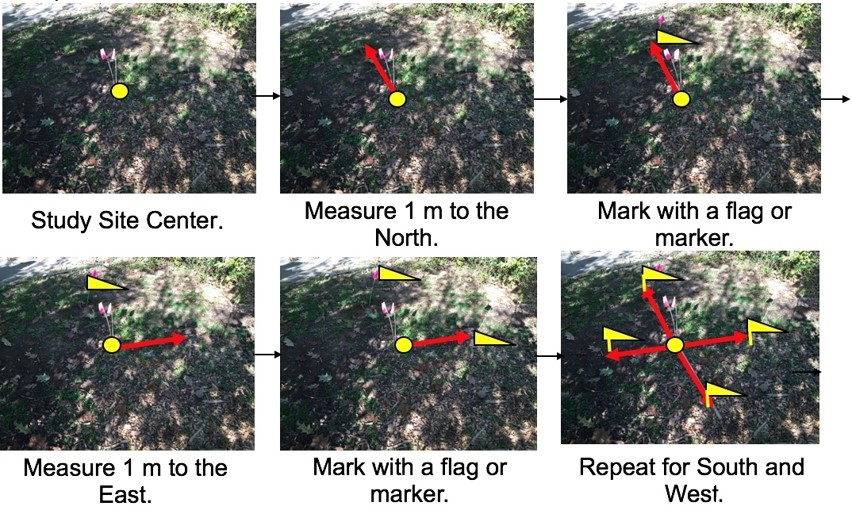 Study Site Center.
Measure 1 m to the
North.
Mark with a flag or
marker.
Measure 1 m to the
East.
Mark with a flag or
marker.
Repeat for South and
West.